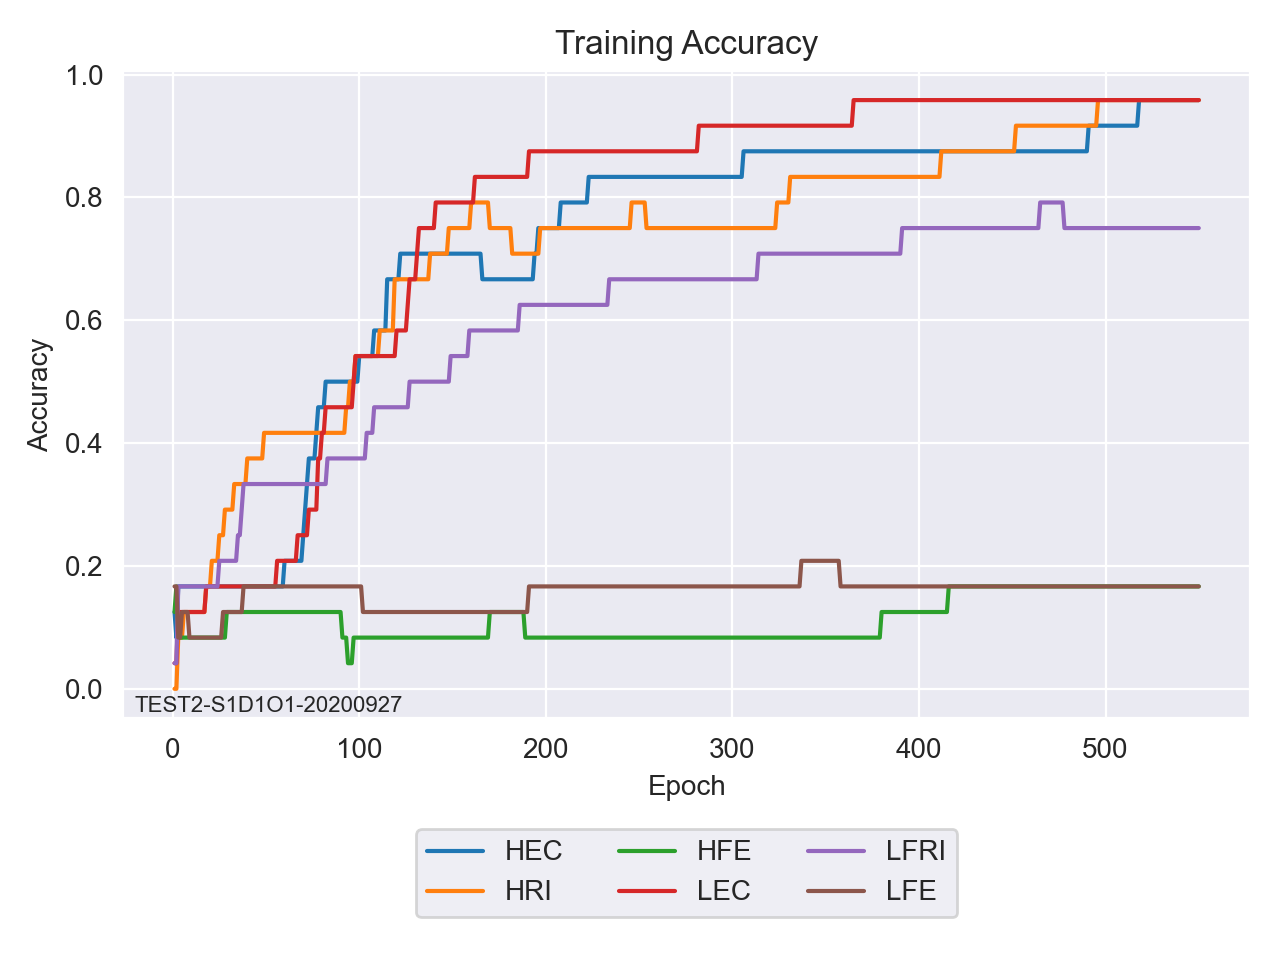 Training Accuracy
1.0
0.8
0.6
0.4
0.2
0.0
Accuracy
TEST2-S1D1O1-20200927
0 100 200 300 400 500
Epoch
HEC HFE LFRI
HRI LEC LFE